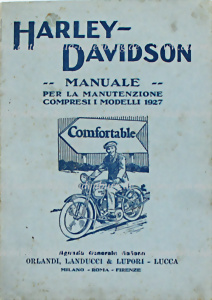 HARLEY-
DAVIDSON
-- MANUALE --
PER LA MANUTENZIONE
COMPRESI I MODELLI 1927
Comfortable
Agenzia Generale Italiana
ORLANDI, LANDUCCI & LUPORI - LUCCA
MILANO - ROMA - FIRENZE